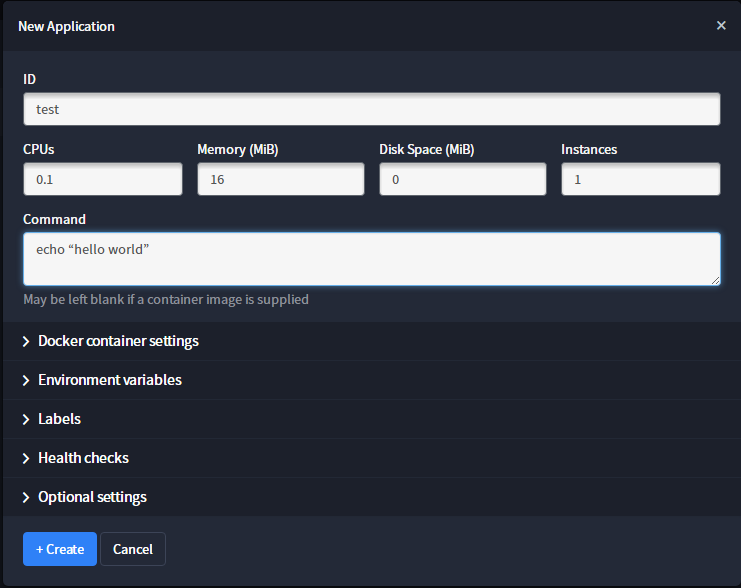 New Application ×
ID
test
CPUs Memory (MiB) Disk Space (MiB) Instances
0.1 16 0 1
Command
echo “hello world”
May be left blank if a container image is supplied
Docker container settings
Environment variables
Labels
Health checks
Optional settings
+ Create Cancel